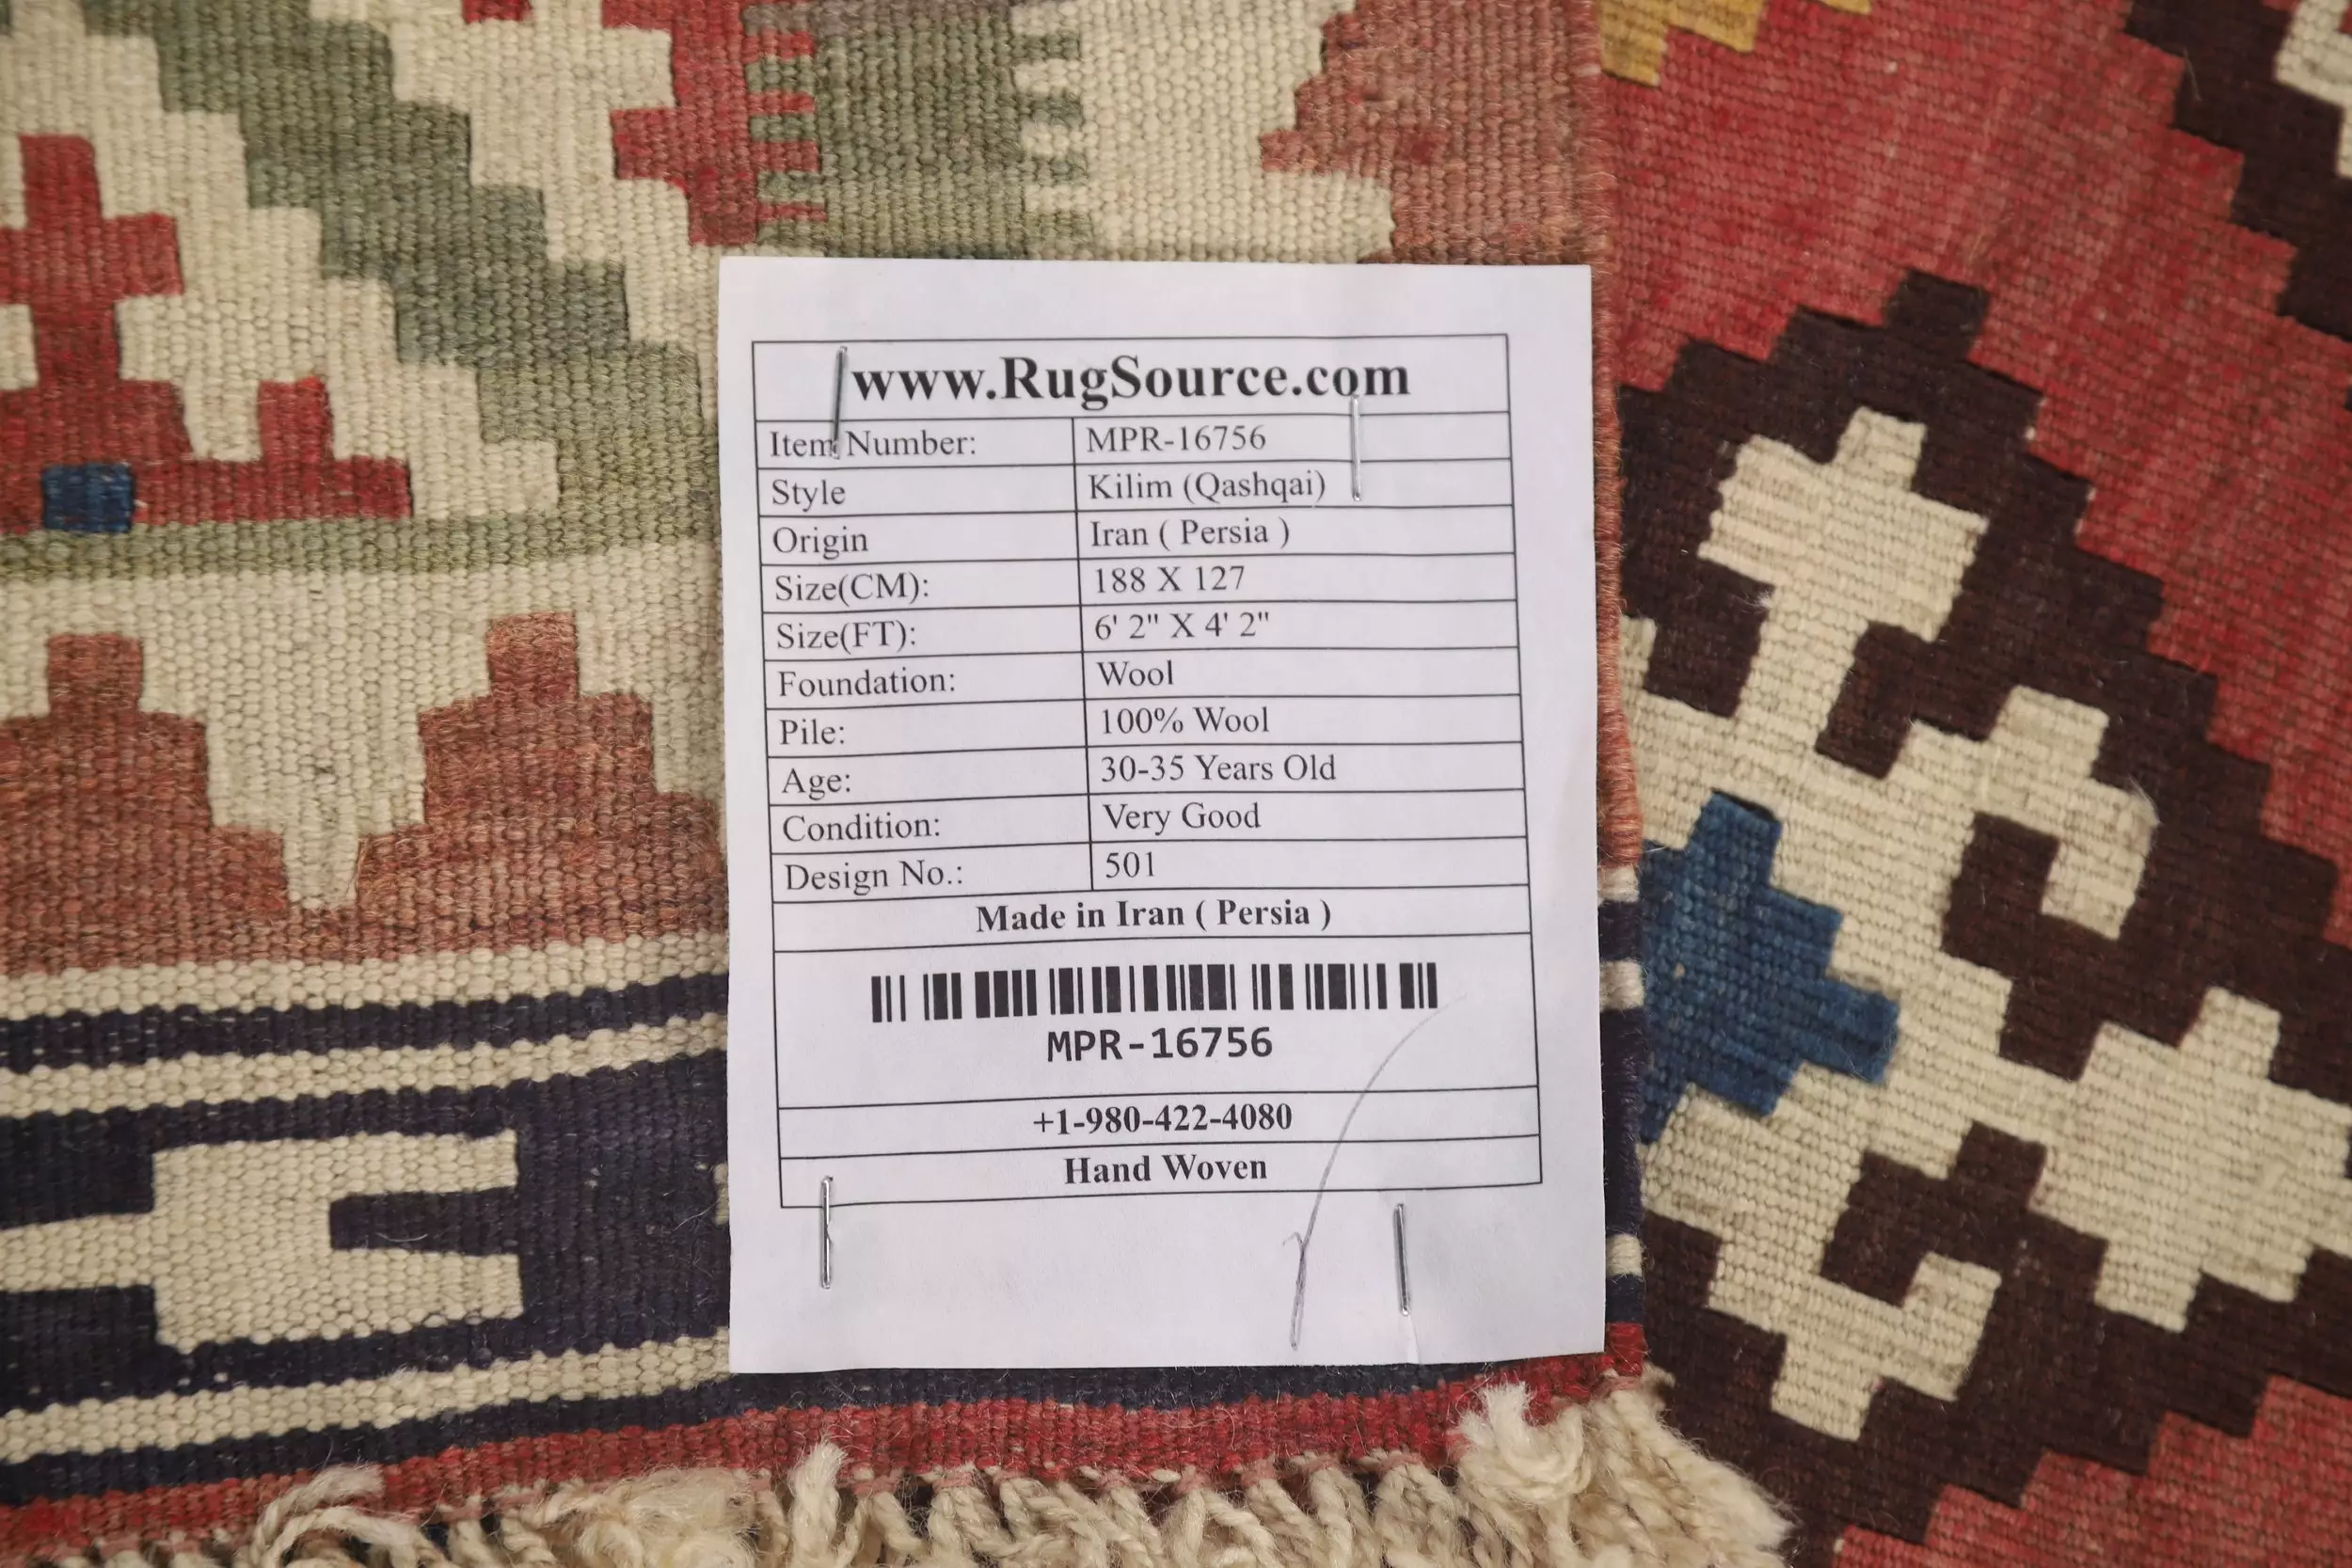 www.RugSource.com
Item Number: MPR-16756
Style Kilim (Qashqai)
Origin Iran ( Persia )
Size(CM): 188 X 127
Size(FT): 6' 2" X 4' 2"
Foundation: Wool
Pile: 100% Wool
Age: 30-35 Years Old
Condition: Very Good
Design No.: 501
Made in Iran ( Persia )
MPR-16756
+1-980-422-4080
Hand Woven